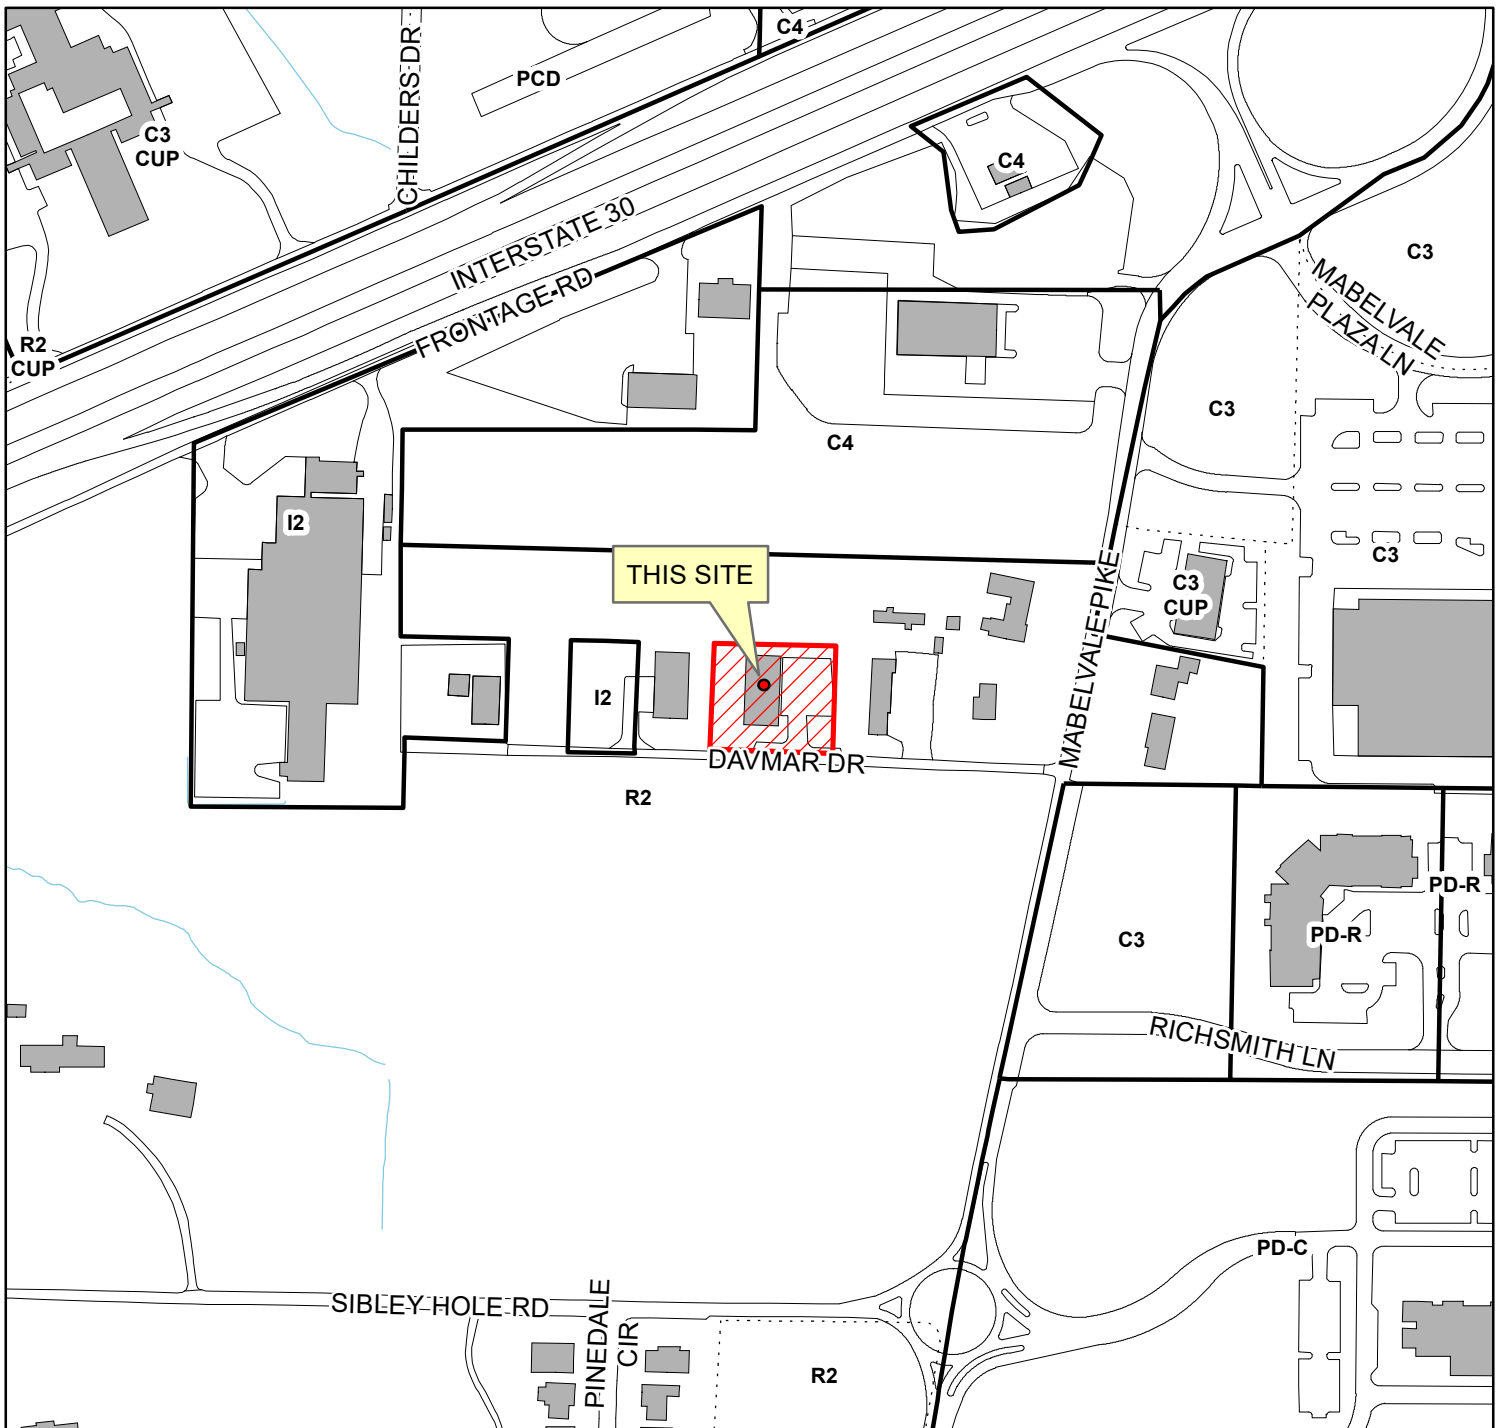 C4
CHILDERS DR
PCD
C3
CUP
C4
INTERSTATE 30
FRONTAGE RD
C3
MABELVALE
PLAZA LN
R2
CUP
C3
C4
I2
C3
THIS SITE
C3
CUP
MABELVALE PIKE
I2
DAVMAR DR
R2
PD-R
PD-R
C3
RICHSMITH LN
PD-C
SIBLEY HOLE RD
PINEDALE
CIR
R2